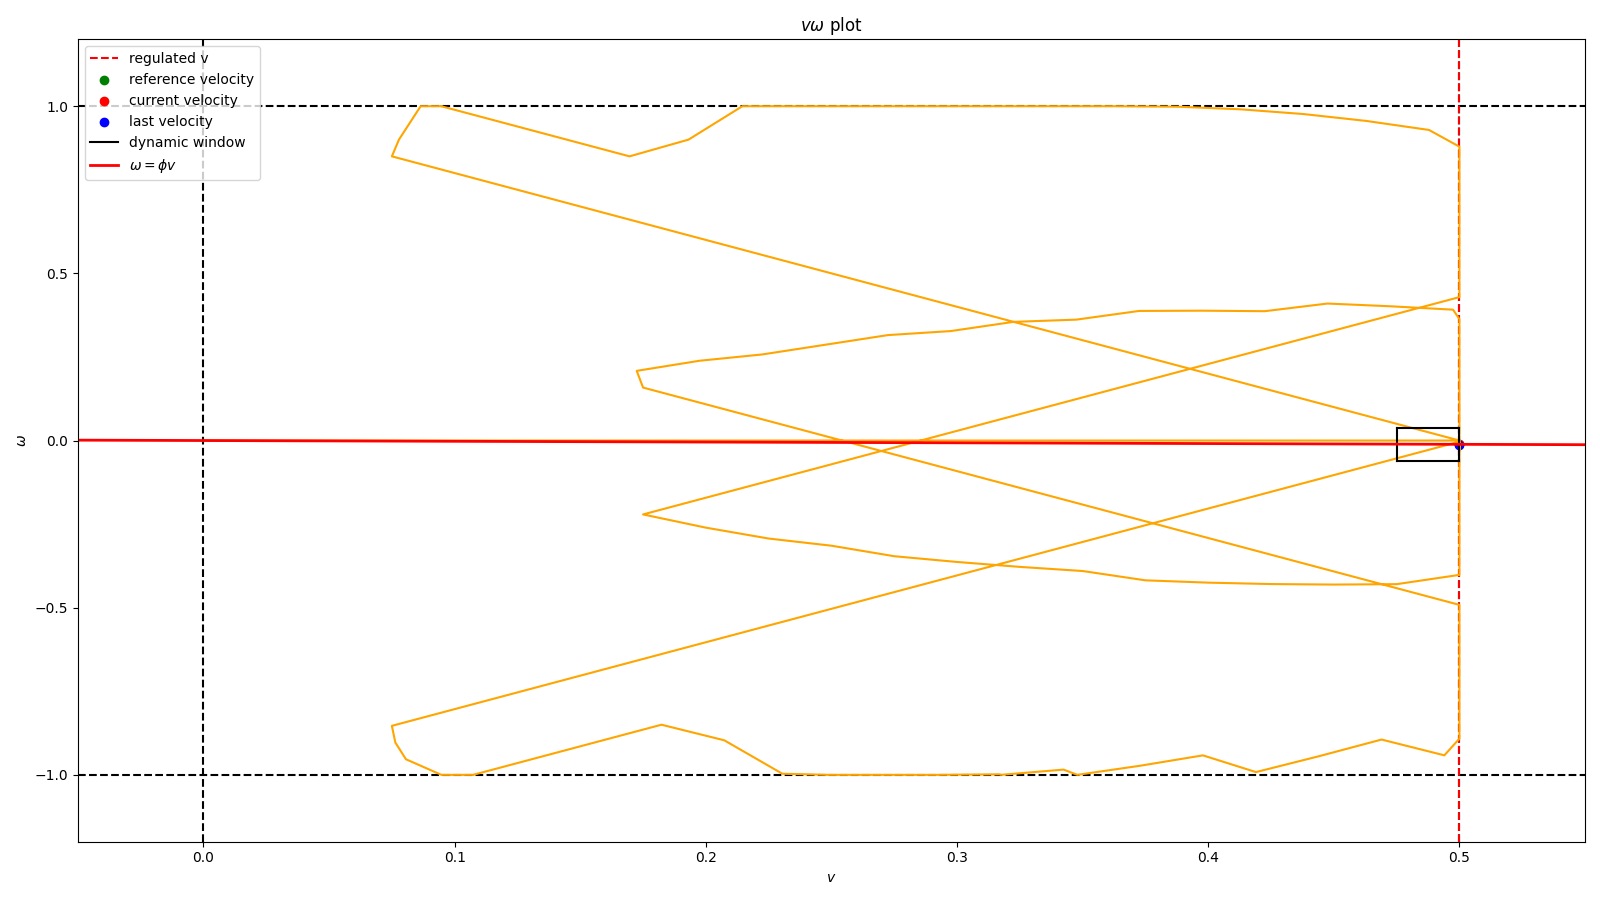 vω plot
regulated v
reference velocity
current velocity
last velocity
dynamic window
ω = ϕv
1.0
0.5
0.0
−0.5
−1.0
ω
0.0 0.1 0.2 0.3 0.4 0.5
v